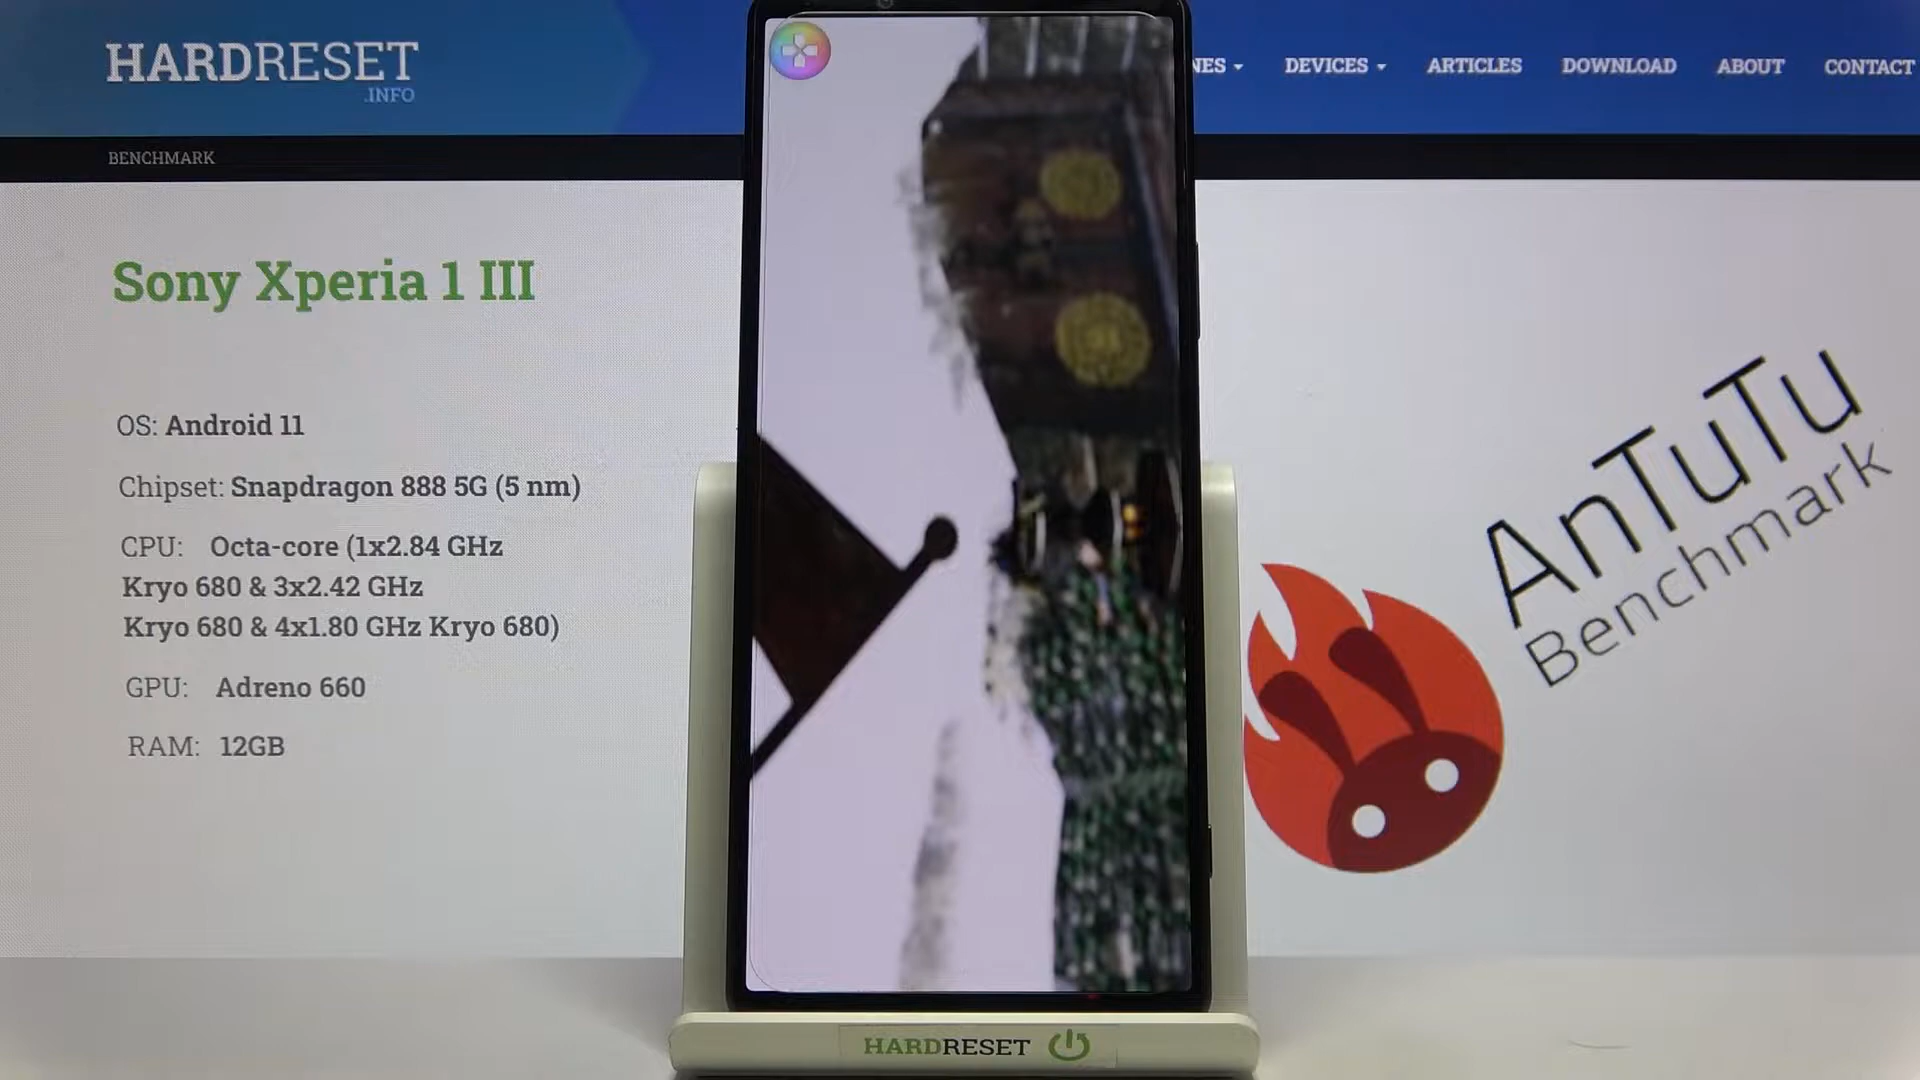 HARDRESET
.INFO
DEVICES
ARTICLES
DOWNLOAD
ABOUT
CONTACT
BENCHMARK
Sony Xperia 1 III
OS: Android 11
Chipset: Snapdragon 888 5G (5 nm)
CPU: Octa-core (1x2.84 GHz
Kryo 680 & 3x2.42 GHz
Kryo 680 & 4x1.80 GHz Kryo 680)
GPU: Adreno 660
RAM: 12GB
AnTuTu
Benchmark
HARDRESET